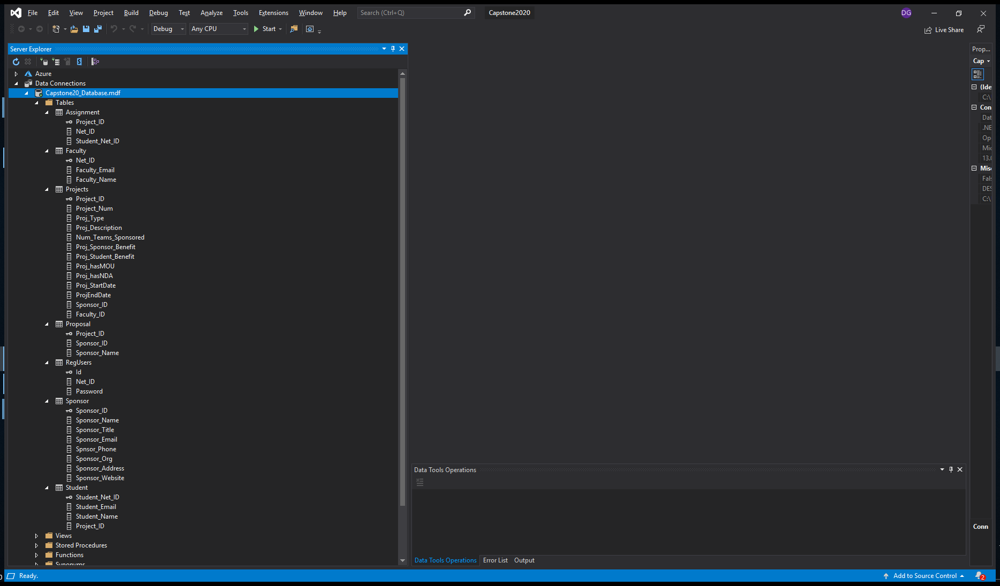 File Edit View Project Build Debug Test Analyze Tools Extensions Window Help Search (Ctrl+Q) Capstone2020 DG
Debug Any CPU Start Live Share
Server Explorer
Azure
Data Connections
Capstone20_Database.mdf
Tables
Assignment
Project_ID
Net_ID
Student_Net_ID
Faculty
Net_ID
Faculty_Email
Faculty_Name
Projects
Project_ID
Project_Num
Proj_Type
Proj_Description
Num_Teams_Sponsored
Proj_Sponsor_Benefit
Proj_Student_Benefit
Proj_hasMOU
Proj_hasNDA
Proj_StartDate
ProjEndDate
Sponsor_ID
Faculty_ID
Proposal
Project_ID
Sponsor_ID
Sponsor_Name
RegUsers
Id
Net_ID
Password
Sponsor
Sponsor_ID
Sponsor_Name
Sponsor_Title
Sponsor_Email
Spnsor_Phone
Sponsor_Org
Sponsor_Address
Sponsor_Website
Student
Student_Net_ID
Student_Email
Student_Name
Project_ID
Views
Stored Procedures
Functions
Synonyms
Data Tools Operations
Data Tools Operations Error List Output
Prop...
Cap
(Ide
C:\
Con
Dat
.NE
Op
Mic
13.0
Misc
Fals
DES
C:\
Conn
Ready.
Add to Source Control 2